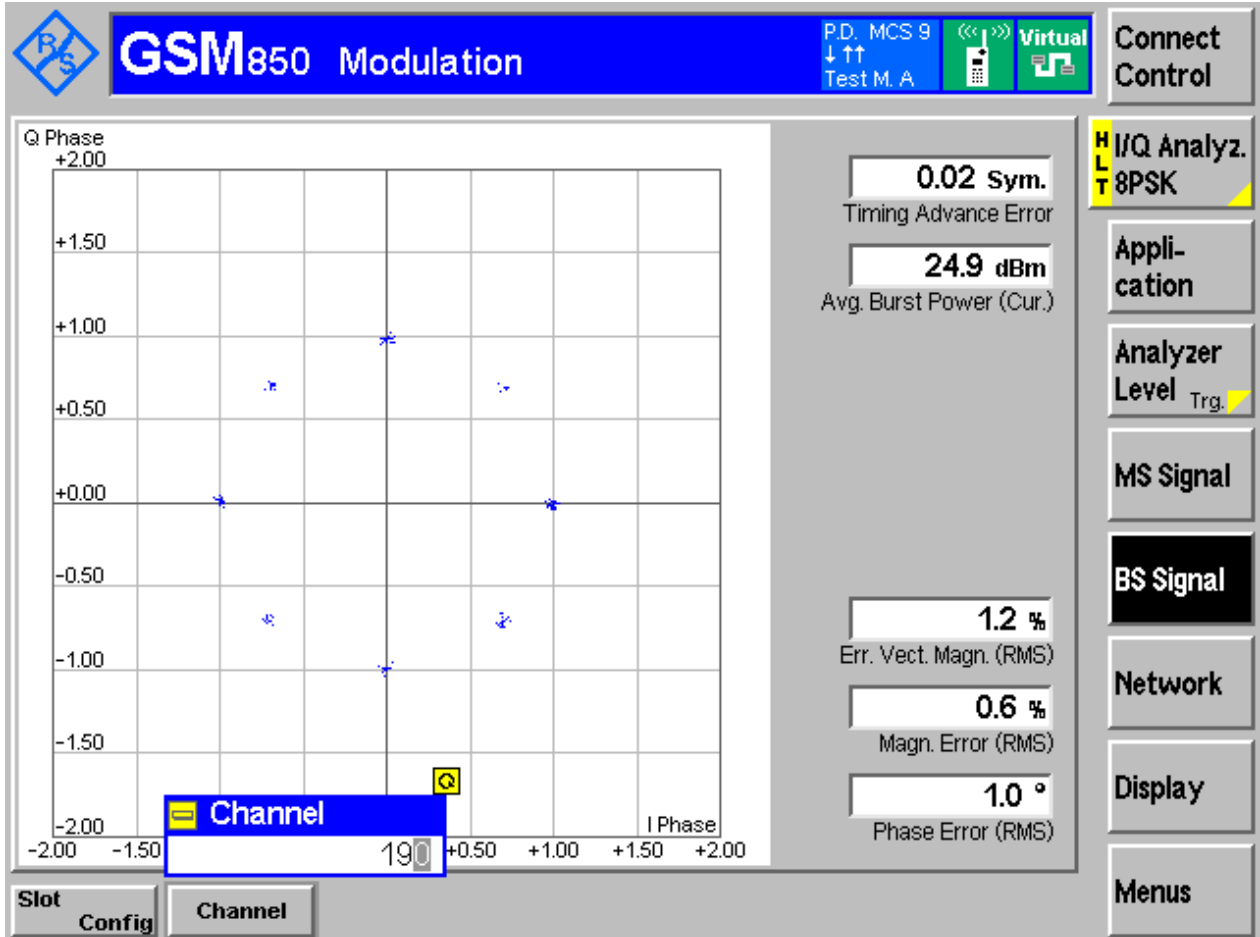 R/S
GSM850 Modulation
P.D. MCS 9
↓ ↑↑
Test M. A
Virtual
Connect
Control
H
L
T
I/Q Analyz.
8PSK
Appli-
cation
Analyzer
Level Trg.
MS Signal
BS Signal
Network
Display
Menus
Q Phase
+2.00
+1.50
+1.00
+0.50
+0.00
-0.50
-1.00
-1.50
-2.00
I Phase
-2.00 -1.50 +0.50 +1.00 +1.50 +2.00
0.02 Sym.
Timing Advance Error
24.9 dBm
Avg. Burst Power (Cur.)
1.2 %
Err. Vect. Magn. (RMS)
0.6 %
Magn. Error (RMS)
1.0 °
Phase Error (RMS)
Channel
190
Slot
Config
Channel